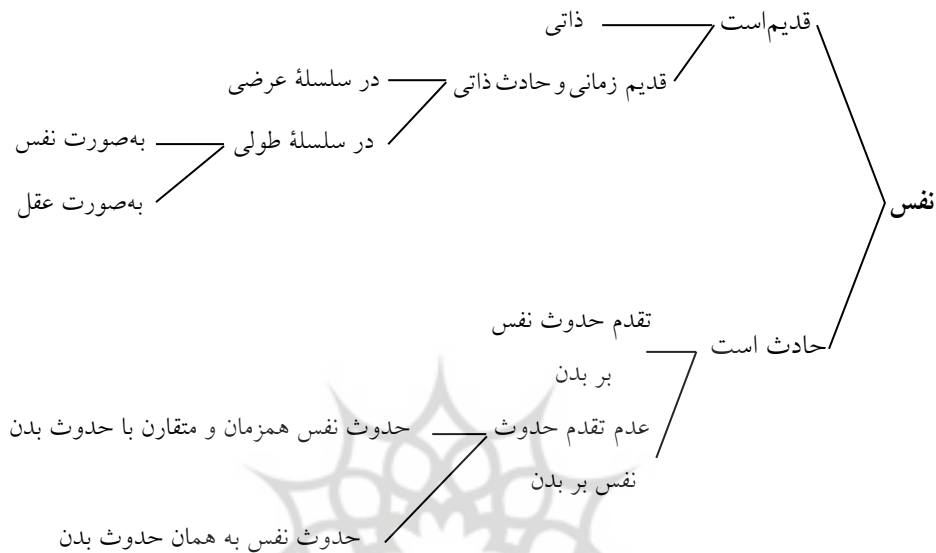 قدیم‌است
ذاتی
قدیم زمانی و حادث ذاتی
در سلسلهٔ عرضی
در سلسلهٔ طولی
به‌صورت نفس
به‌صورت عقل
نفس
حادث است
تقدم حدوث نفس
بر بدن
عدم تقدم حدوث
نفس بر بدن
حدوث نفس همزمان و متقارن با حدوث بدن
حدوث نفس به همان حدوث بدن